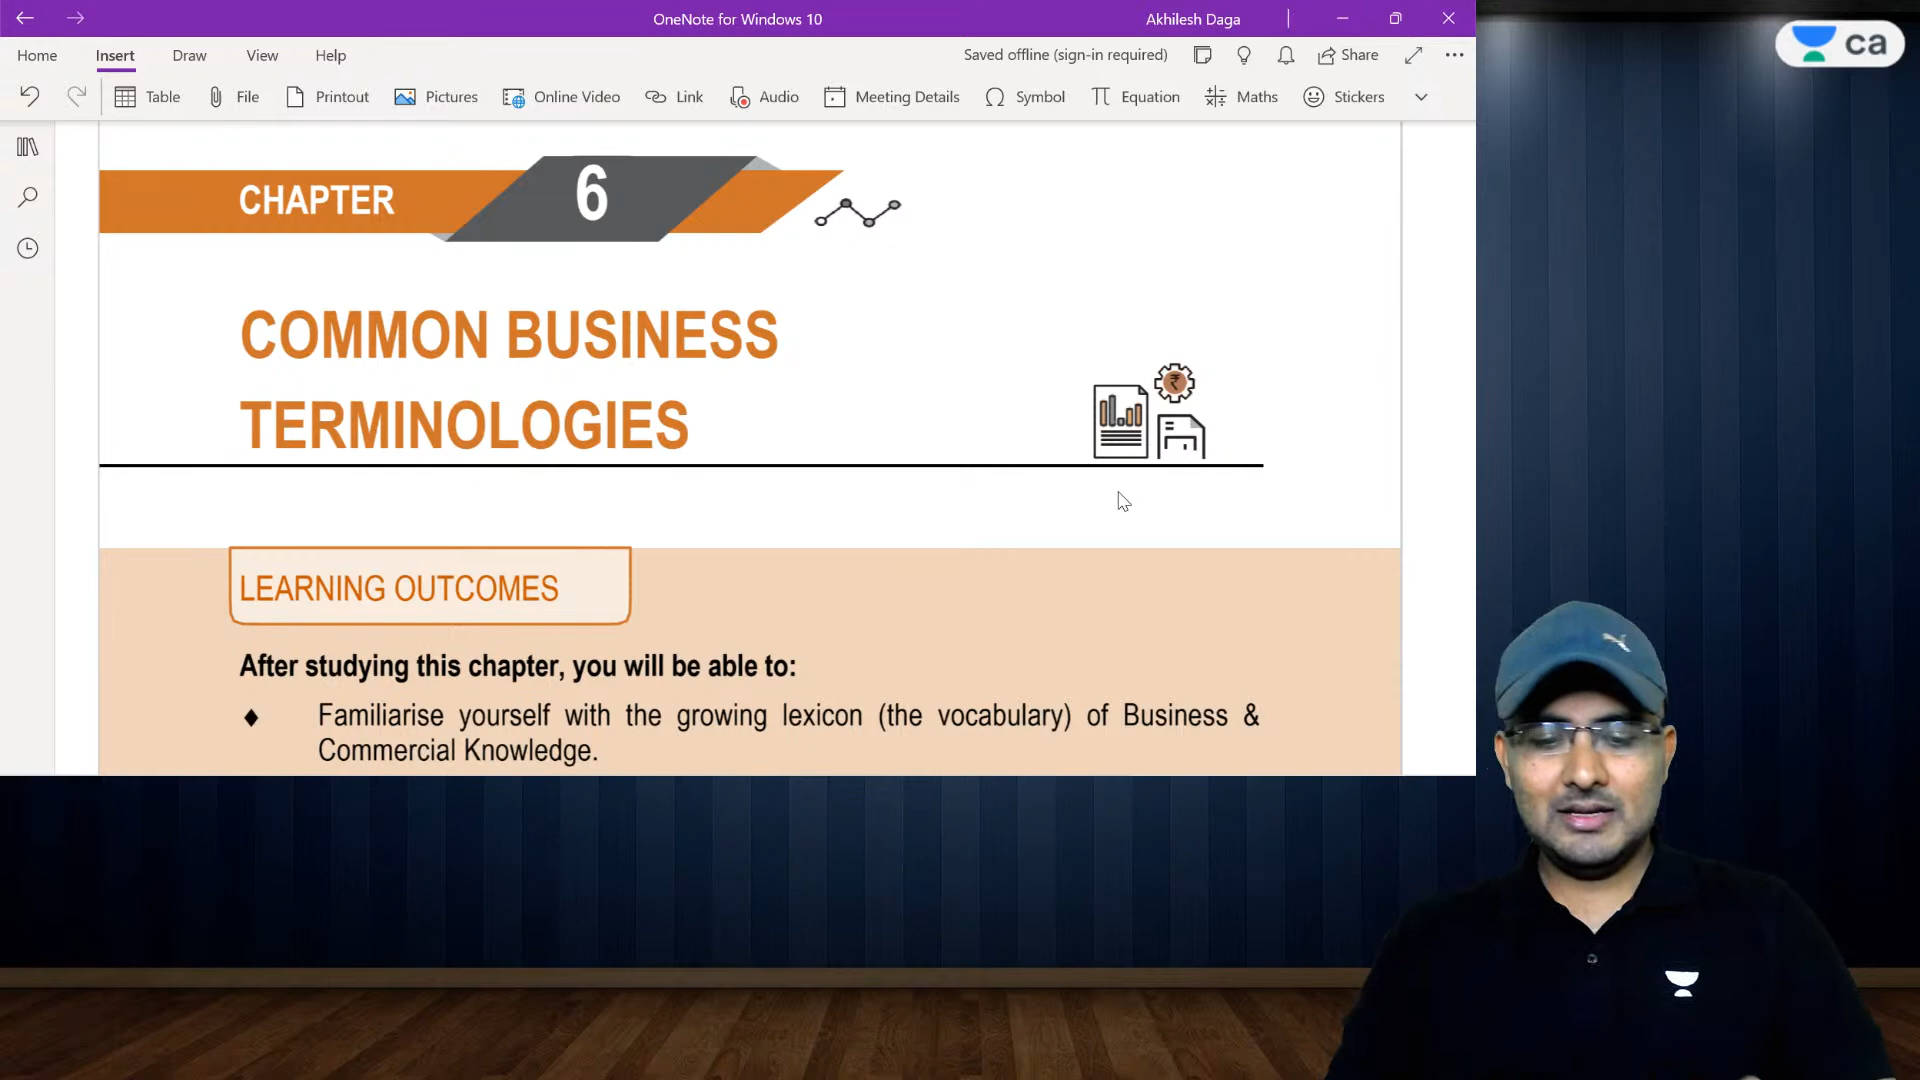 OneNote for Windows 10
Akhilesh Daga
Home
Insert
Draw
View
Help
Saved offline (sign-in required)
Share
Table
File
Printout
Pictures
Online Video
Link
Audio
Meeting Details
Symbol
Equation
Maths
Stickers
ca
CHAPTER
6
COMMON BUSINESS
TERMINOLOGIES
₹
LEARNING OUTCOMES
After studying this chapter, you will be able to:
♦ Familiarise yourself with the growing lexicon (the vocabulary) of Business &
Commercial Knowledge.